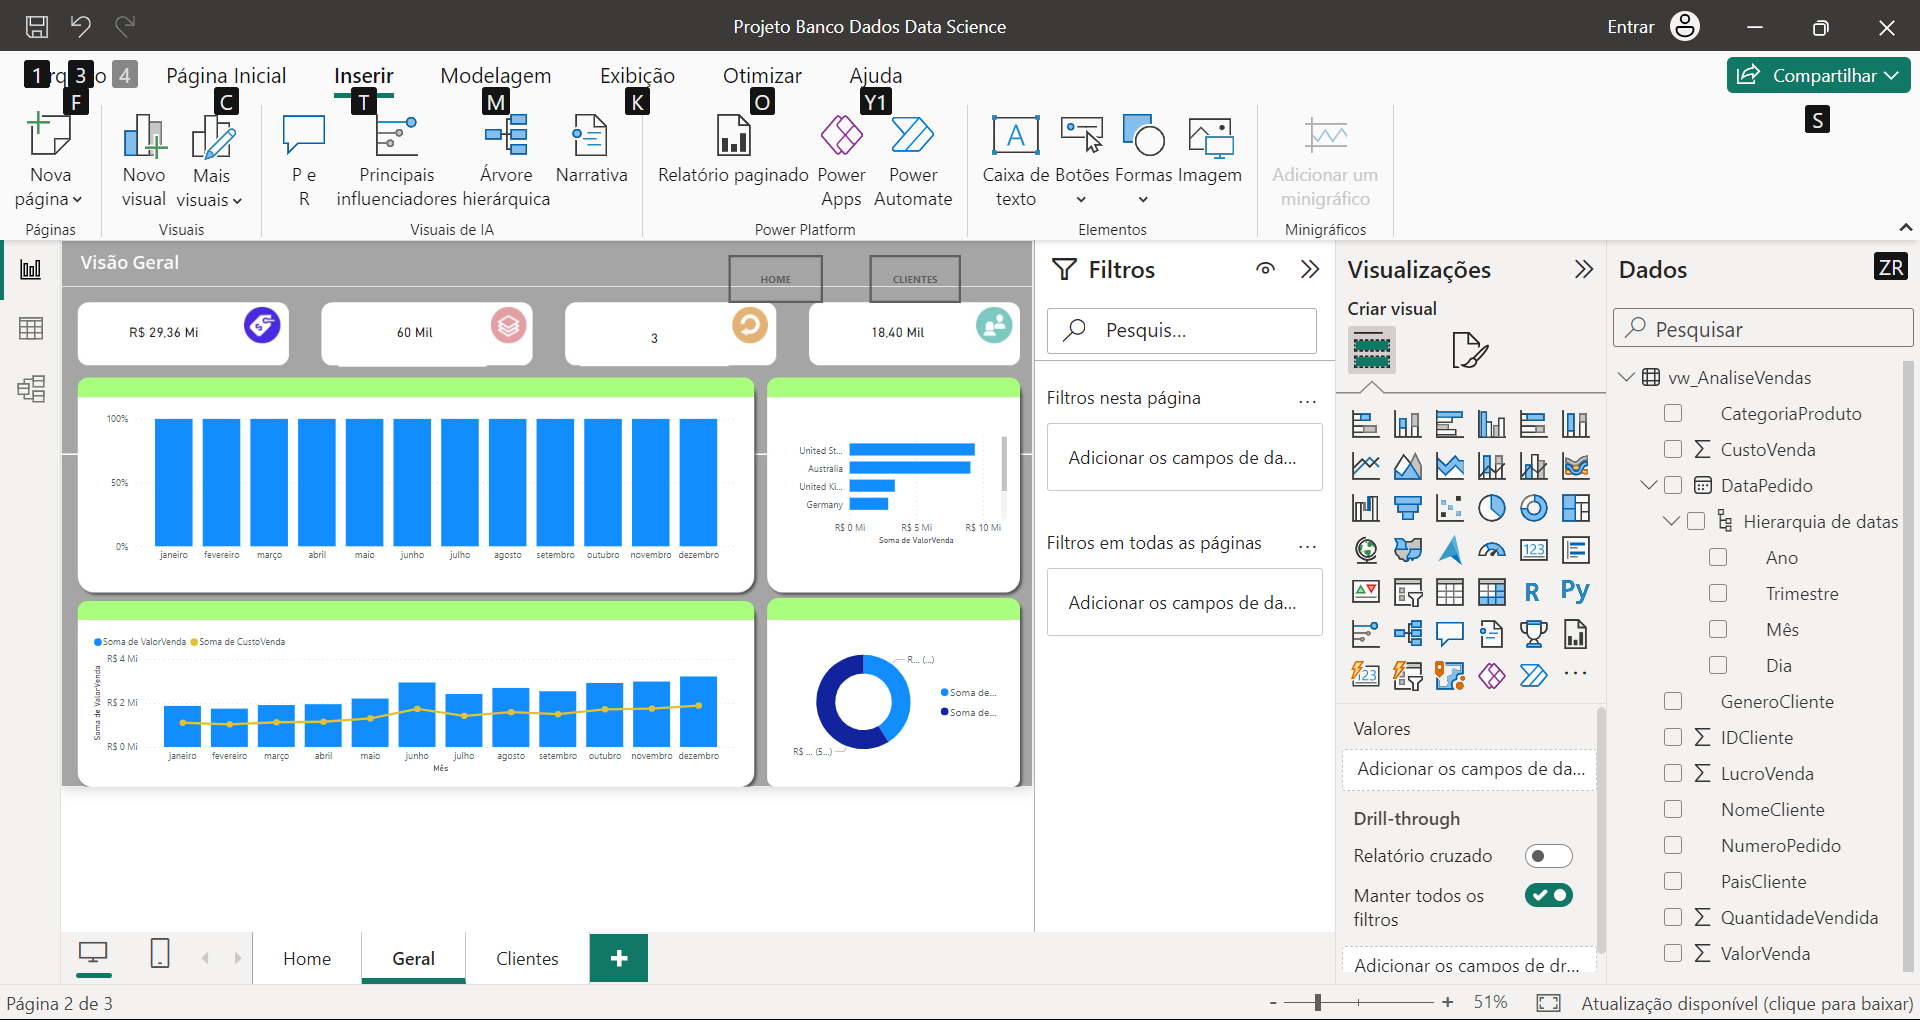 Projeto Banco Dados Data Science
Entrar
1 3 4
Página Inicial
Inserir
Modelagem
Exibição
Otimizar
Ajuda
Compartilhar
F C T M K O Y1 S
Nova página
Novo visual
Mais visuais
P e R
Principais influenciadores
Árvore hierárquica
Narrativa
Relatório paginado
Power Apps
Power Automate
Caixa de texto
Botões
Formas
Imagem
Adicionar um minigráfico
Páginas
Visuais
Visuais de IA
Power Platform
Elementos
Minigráficos
Visão Geral
HOME
CLIENTES
R$ 29,36 Mi
60 Mil
3
18,40 Mil
100%
50%
0%
janeiro fevereiro março abril maio junho julho agosto setembro outubro novembro dezembro
United St...
Australia
United Ki...
Germany
R$ 0 Mi R$ 5 Mi R$ 10 Mi
Soma de ValorVenda
Soma de ValorVenda Soma de CustoVenda
Soma de ValorVenda
R$ 4 Mi
R$ 2 Mi
R$ 0 Mi
janeiro fevereiro março abril maio junho julho agosto setembro outubro novembro dezembro
Mês
R... (...)
R$ ... (5...)
Soma de...
Soma de...
Filtros
Pesquis...
Filtros nesta página
...
Adicionar os campos de da...
Filtros em todas as páginas
...
Adicionar os campos de da...
Visualizações
Criar visual
123
R
Py
123
...
Valores
Adicionar os campos de da...
Drill-through
Relatório cruzado
Manter todos os
filtros
Adicionar os campos de dr...
Dados
ZR
Pesquisar
vw_AnaliseVendas
CategoriaProduto
∑ CustoVenda
DataPedido
Hierarquia de datas
Ano
Trimestre
Mês
Dia
GeneroCliente
∑ IDCliente
∑ LucroVenda
NomeCliente
NumeroPedido
PaisCliente
∑ QuantidadeVendida
∑ ValorVenda
Home
Geral
Clientes
+
Página 2 de 3
- + 51%
Atualização disponível (clique para baixar)